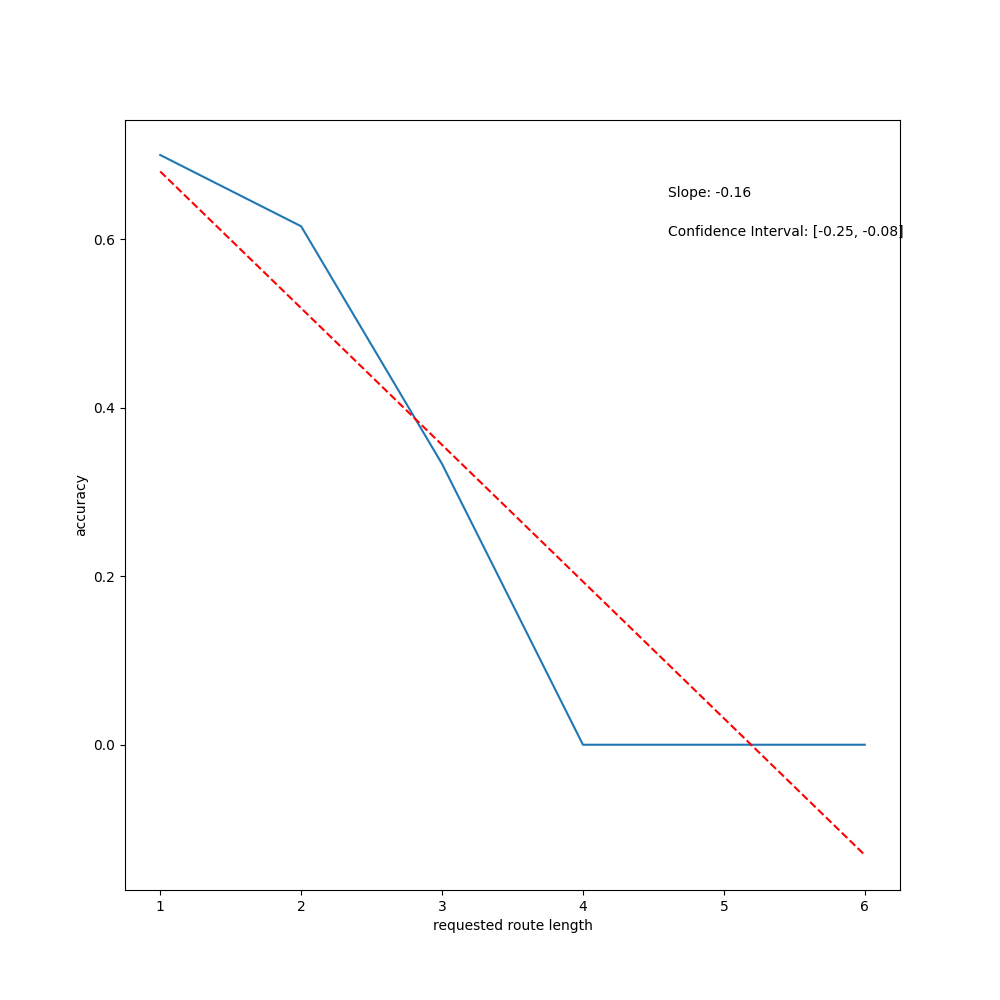 Slope: -0.16
Confidence Interval: [-0.25, -0.08]
0.6
0.4
0.2
0.0
accuracy
1 2 3 4 5 6
requested route length